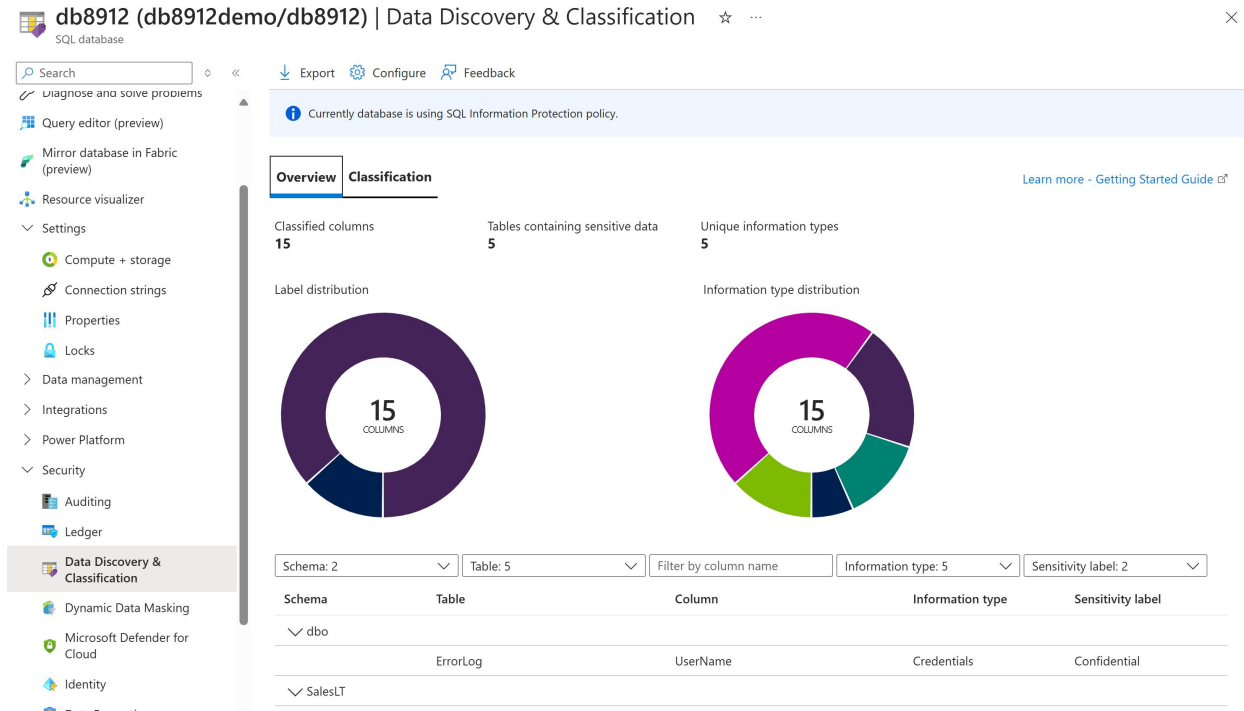 db8912 (db8912demo/db8912) | Data Discovery & Classification
SQL database
Search
Diagnose and solve problems
Query editor (preview)
Mirror database in Fabric
(preview)
Resource visualizer
Settings
Compute + storage
Connection strings
Properties
Locks
Data management
Integrations
Power Platform
Security
Auditing
Ledger
Data Discovery &
Classification
Dynamic Data Masking
Microsoft Defender for
Cloud
Identity
Export Configure Feedback
Currently database is using SQL Information Protection policy.
Overview Classification
Learn more - Getting Started Guide
Classified columns
15
Tables containing sensitive data
5
Unique information types
5
Label distribution
15
COLUMNS
Information type distribution
15
COLUMNS
Schema: 2 Table: 5 Filter by column name Information type: 5 Sensitivity label: 2
Schema Table Column Information type Sensitivity label
dbo
ErrorLog UserName Credentials Confidential
SalesLT